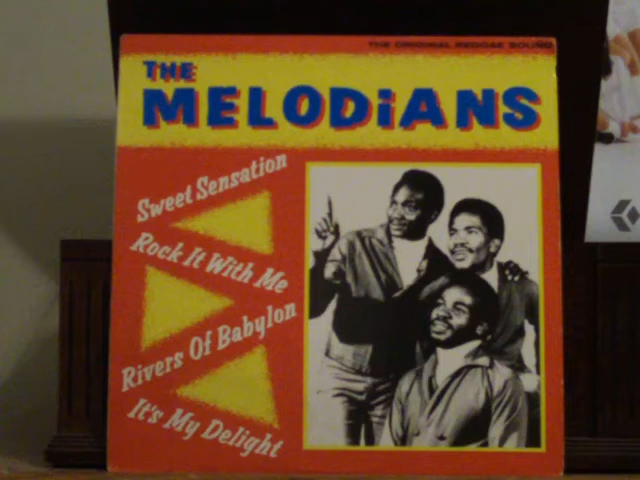 THE ORIGINAL REGGAE SOUND
THE
MELODiANS
Sweet Sensation
Rock It With Me
Rivers Of Babylon
It's My Delight